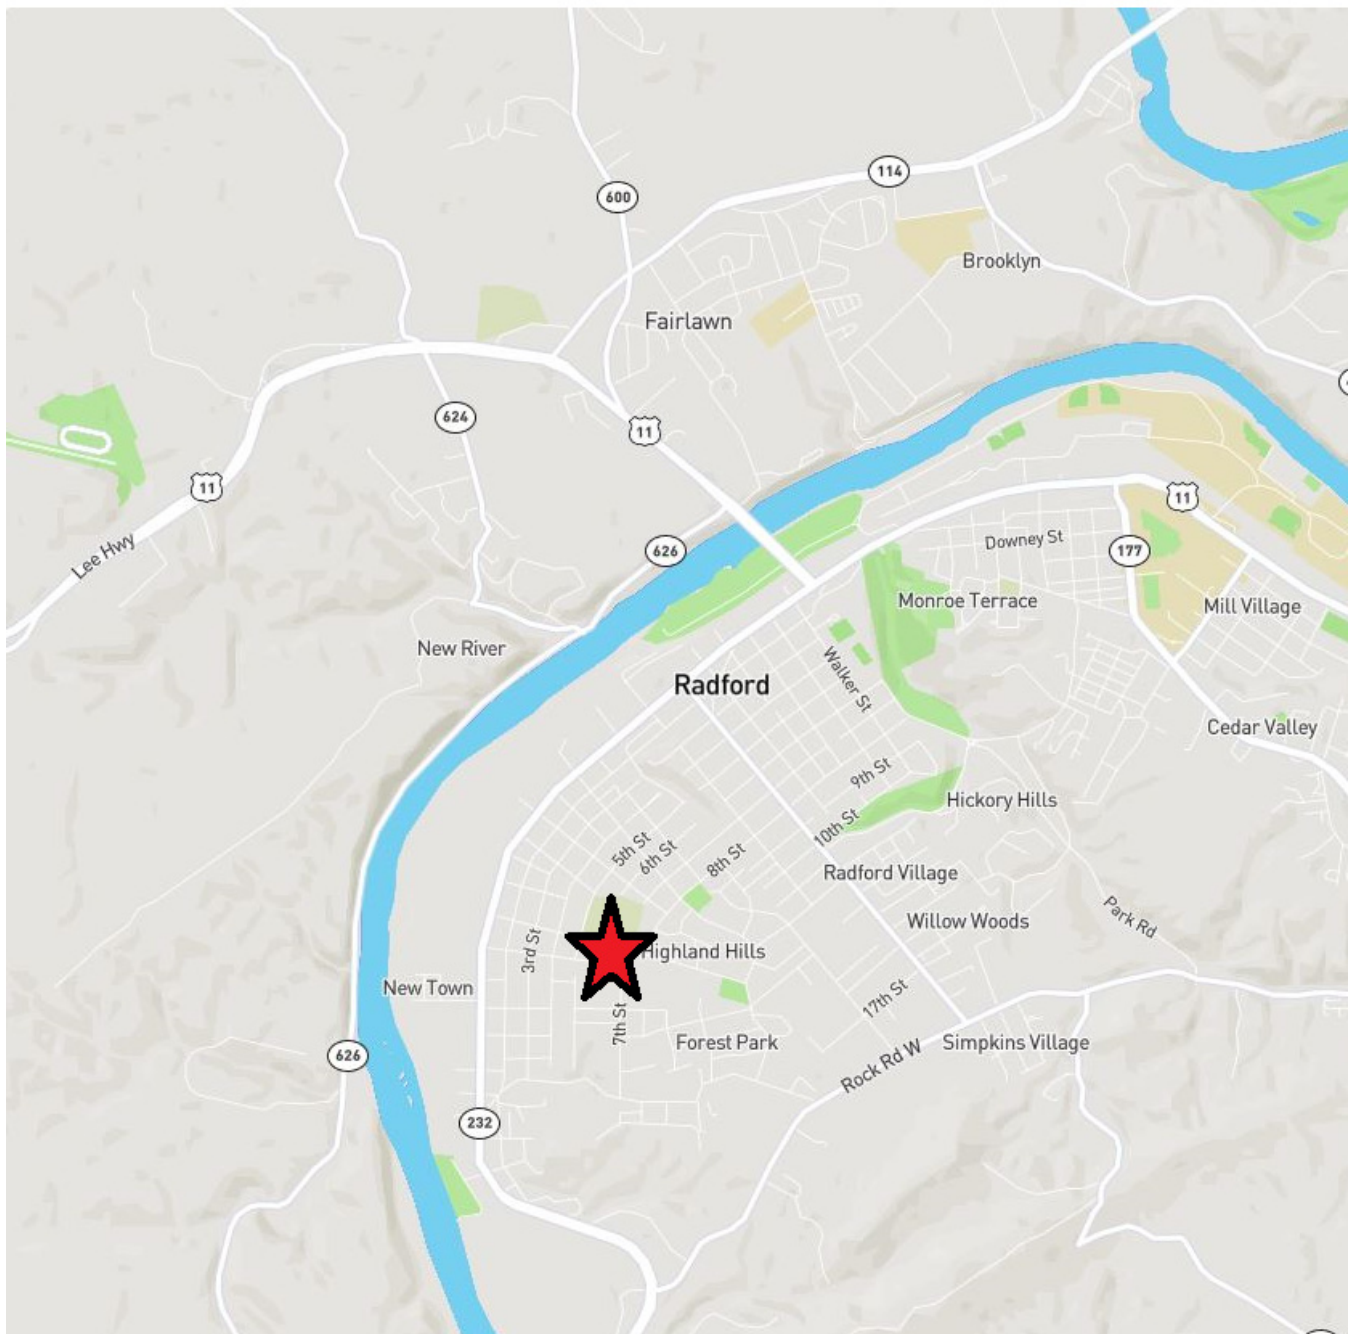 114
600
Brooklyn
Fairlawn
624
11
11
11
Lee Hwy
626
Downey St
177
Monroe Terrace
Mill Village
New River
Walker St
Radford
Cedar Valley
9th St
Hickory Hills
10th St
5th St
6th St
8th St
Radford Village
Park Rd
Willow Woods
3rd St
Highland Hills
New Town
17th St
7th St
Forest Park
Simpkins Village
626
Rock Rd W
232